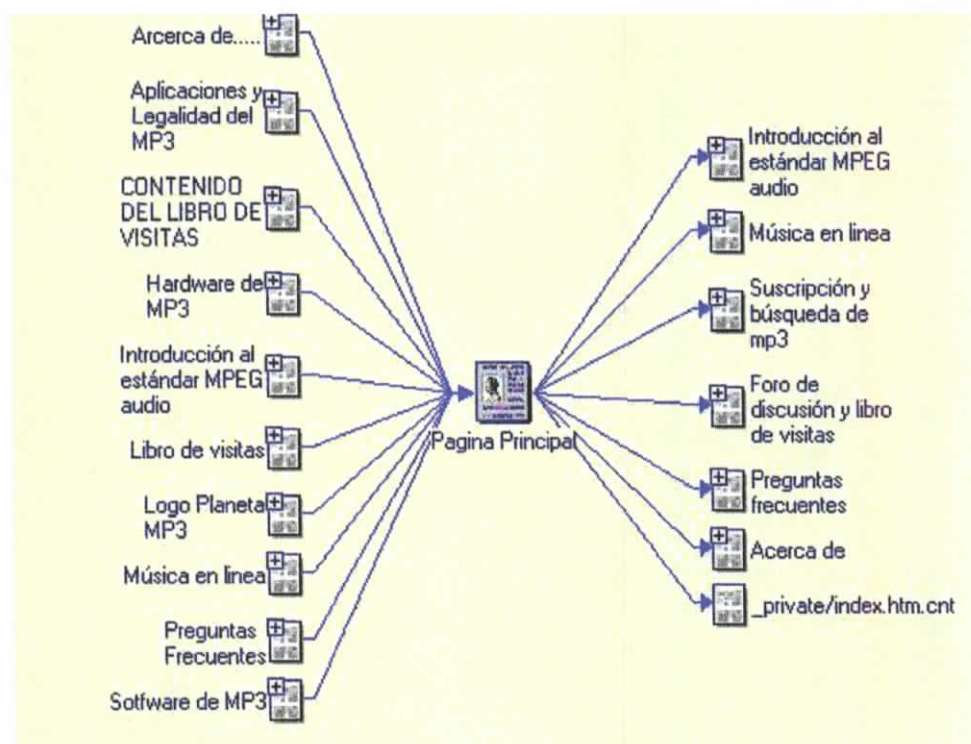 Arcerca de.....
Aplicaciones y
Legalidad del
MP3
CONTENIDO
DEL LIBRO DE
VISITAS
Hardware de
MP3
Introducción al
estándar MPEG
audio
Libro de visitas
Logo Planeta
MP3
Música en linea
Preguntas
Frecuentes
Sotfware de MP3
Pagina Principal
Introducción al
estándar MPEG
audio
Música en linea
Suscripción y
búsqueda de
mp3
Foro de
discusión y libro
de visitas
Preguntas
frecuentes
Acerca de
_private/index.htm.cnt